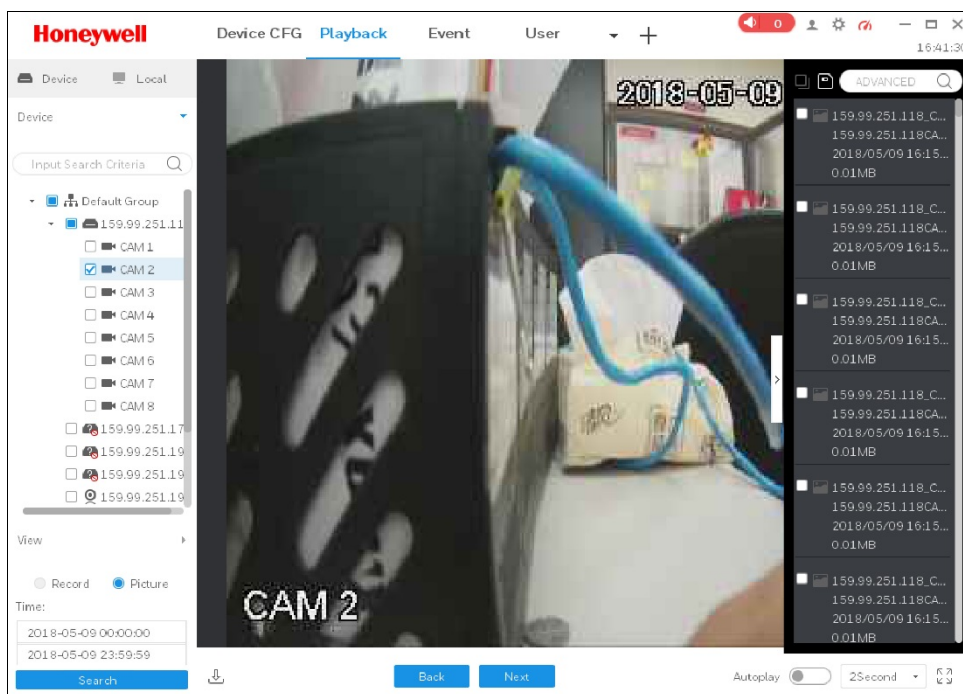 Honeywell
Device CFG Playback Event User
0
16:41:30
Device Local
Device
Input Search Criteria
Default Group
159.99.251.11
CAM 1
CAM 2
CAM 3
CAM 4
CAM 5
CAM 6
CAM 7
CAM 8
159.99.251.17
159.99.251.19
159.99.251.19
159.99.251.19
View
Record Picture
Time:
2018-05-09 00:00:00
2018-05-09 23:59:59
Search
2018-05-09
CAM 2
Back Next
Autoplay 2Second
ADVANCED
159.99.251.118_C...
159.99.251.118CA...
2018/05/09 16:15...
0.01MB
159.99.251.118_C...
159.99.251.118CA...
2018/05/09 16:15...
0.01MB
159.99.251.118_C...
159.99.251.118CA...
2018/05/09 16:15...
0.01MB
159.99.251.118_C...
159.99.251.118CA...
2018/05/09 16:15...
0.01MB
159.99.251.118_C...
159.99.251.118CA...
2018/05/09 16:15...
0.01MB
159.99.251.118_C...
159.99.251.118CA...
2018/05/09 16:15...
0.01MB